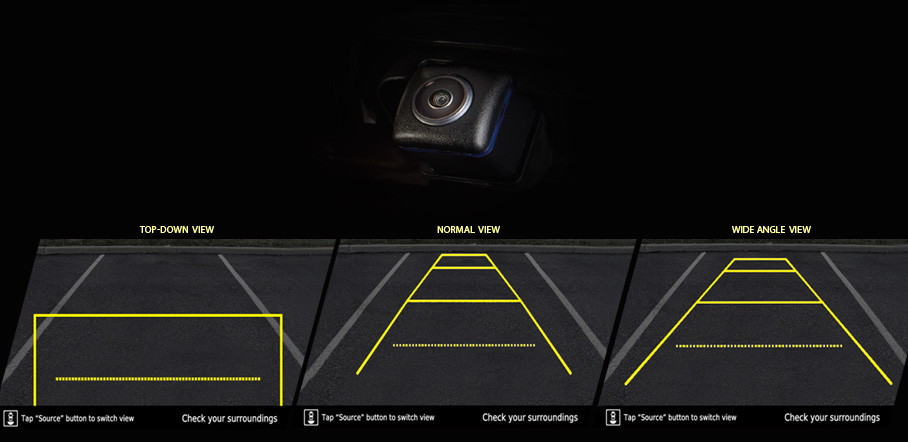 TOP-DOWN VIEW
NORMAL VIEW
WIDE ANGLE VIEW
Tap “Source” button to switch view
Check your surroundings
Tap “Source” button to switch view
Check your surroundings
Tap “Source” button to switch view
Check your surroundings